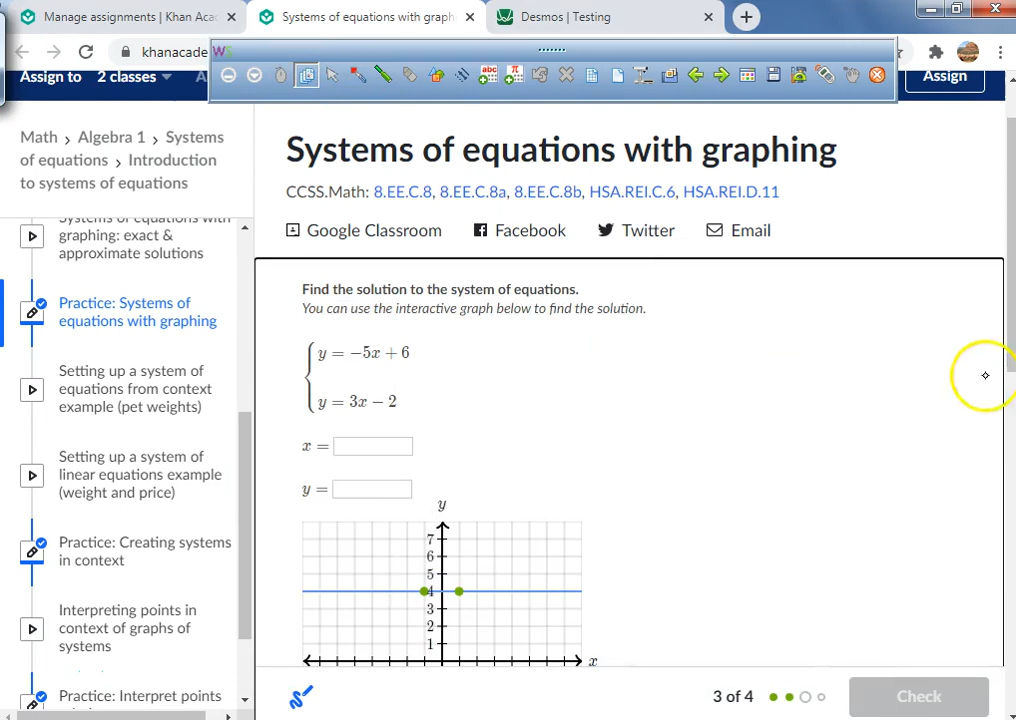 Manage assignments | Khan Aca
Systems of equations with graph
Desmos | Testing
khanacade
Assign to 2 classes
Assign
Math > Algebra 1 > Systems
of equations > Introduction
to systems of equations
Systems of equations with
graphing: exact &
approximate solutions
Practice: Systems of
equations with graphing
Setting up a system of
equations from context
example (pet weights)
Setting up a system of
linear equations example
(weight and price)
Practice: Creating systems
in context
Interpreting points in
context of graphs of
systems
Practice: Interpret points
Systems of equations with graphing
CCSS.Math: 8.EE.C.8, 8.EE.C.8a, 8.EE.C.8b, HSA.REI.C.6, HSA.REI.D.11
Google Classroom Facebook Twitter Email
Find the solution to the system of equations.
You can use the interactive graph below to find the solution.
y = −5x + 6
y = 3x − 2
x =
y =
y
7
6
5
4
3
2
1
x
3 of 4
Check